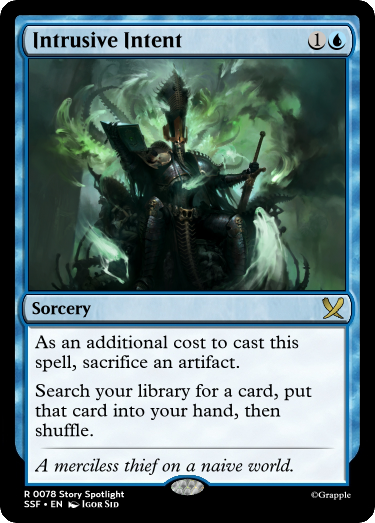 Intrusive Intent 1
Sorcery
As an additional cost to cast this
spell, sacrifice an artifact.
Search your library for a card, put
that card into your hand, then
shuffle.
A merciless thief on a naive world.
R 0078 Story Spotlight
SSF • EN Igor Sid
©Grapple